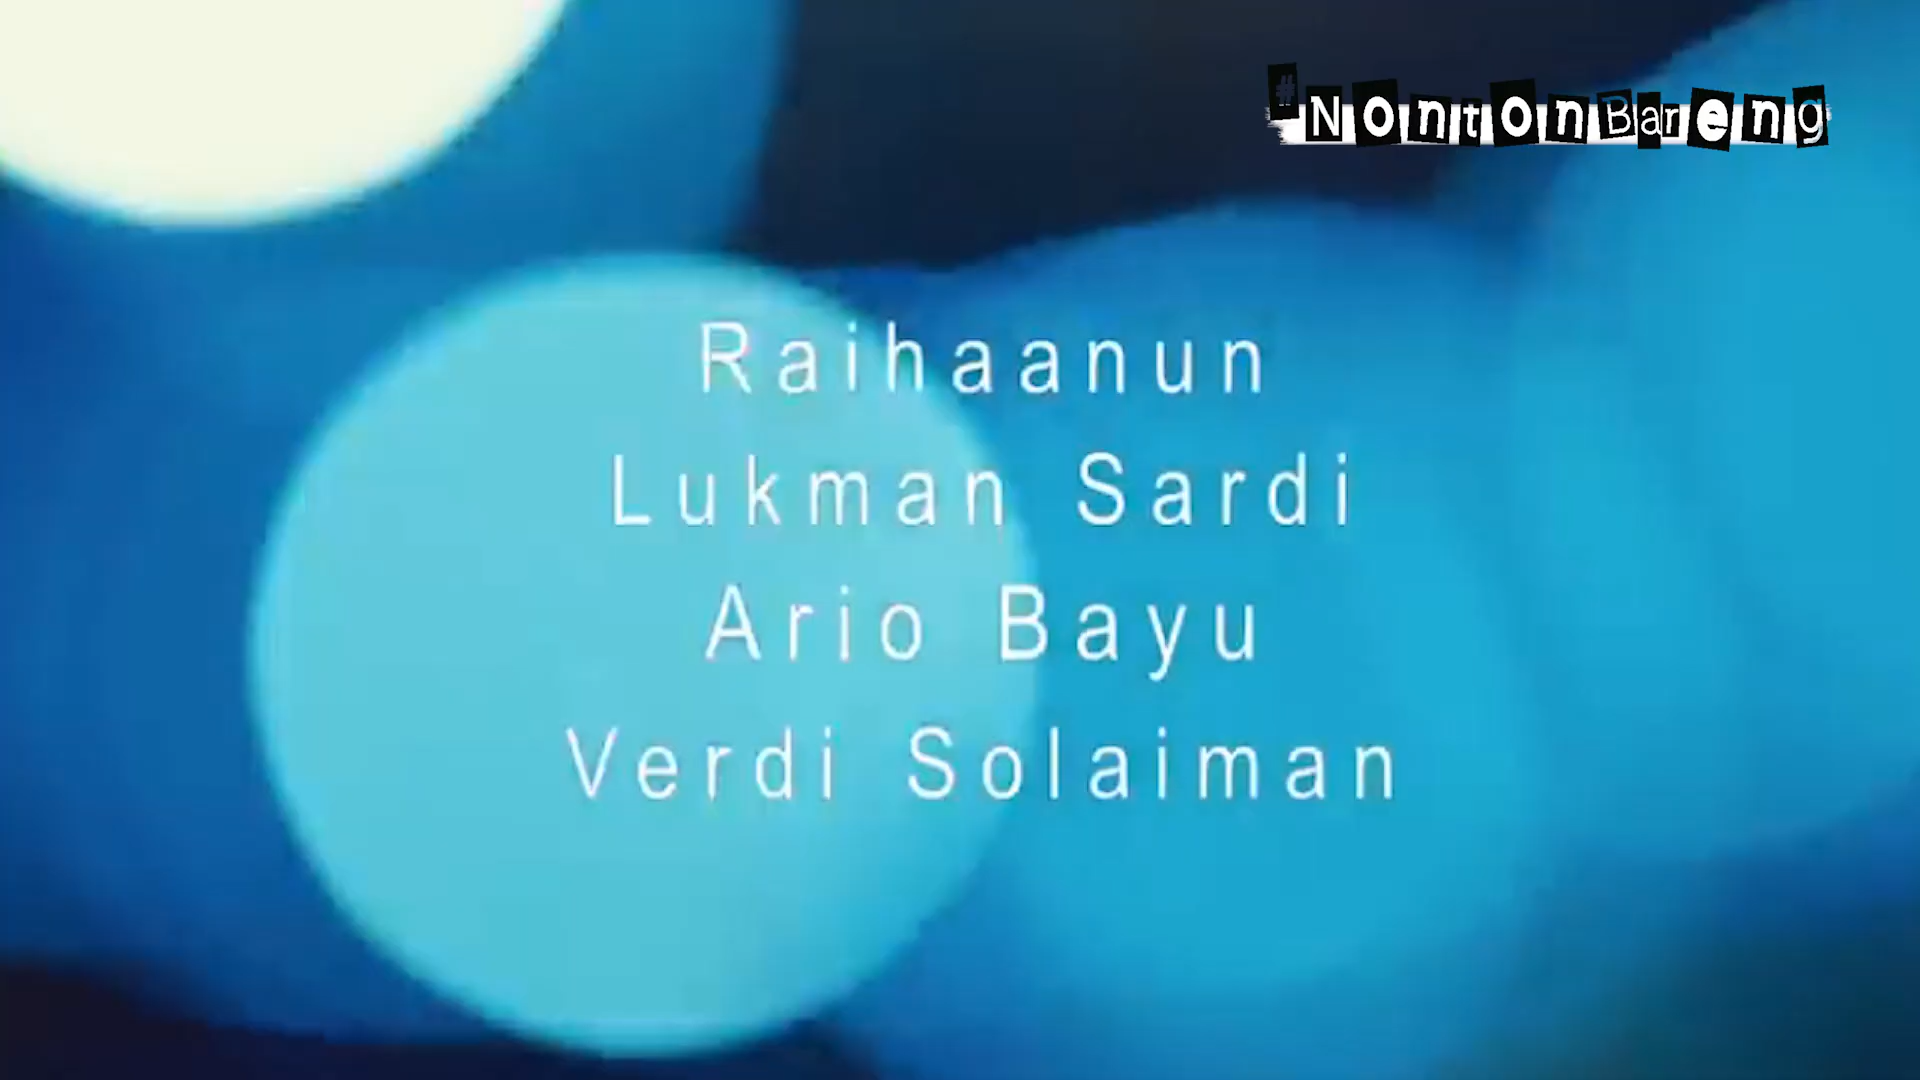 #NontonBareng
Raihaanun
Lukman Sardi
Ario Bayu
Verdi Solaiman